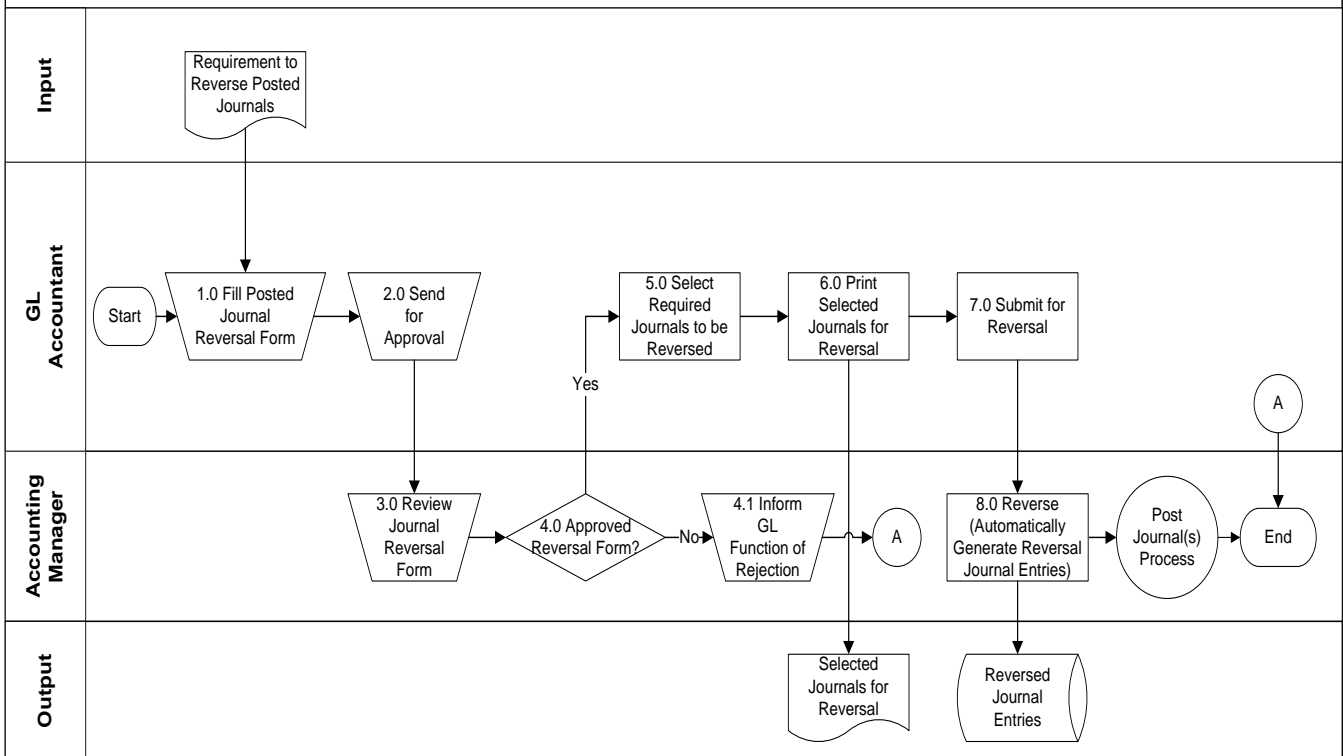 Input
Requirement to
Reverse Posted
Journals
GL
Accountant
Start
1.0 Fill Posted
Journal
Reversal Form
2.0 Send
for
Approval
5.0 Select
Required
Journals to be
Reversed
6.0 Print
Selected
Journals for
Reversal
7.0 Submit for
Reversal
Yes
A
Accounting
Manager
3.0 Review
Journal
Reversal
Form
4.0 Approved
Reversal Form?
No
4.1 Inform
GL
Function of
Rejection
A
8.0 Reverse
(Automatically
Generate Reversal
Journal Entries)
Post
Journal(s)
Process
End
Output
Selected
Journals for
Reversal
Reversed
Journal
Entries